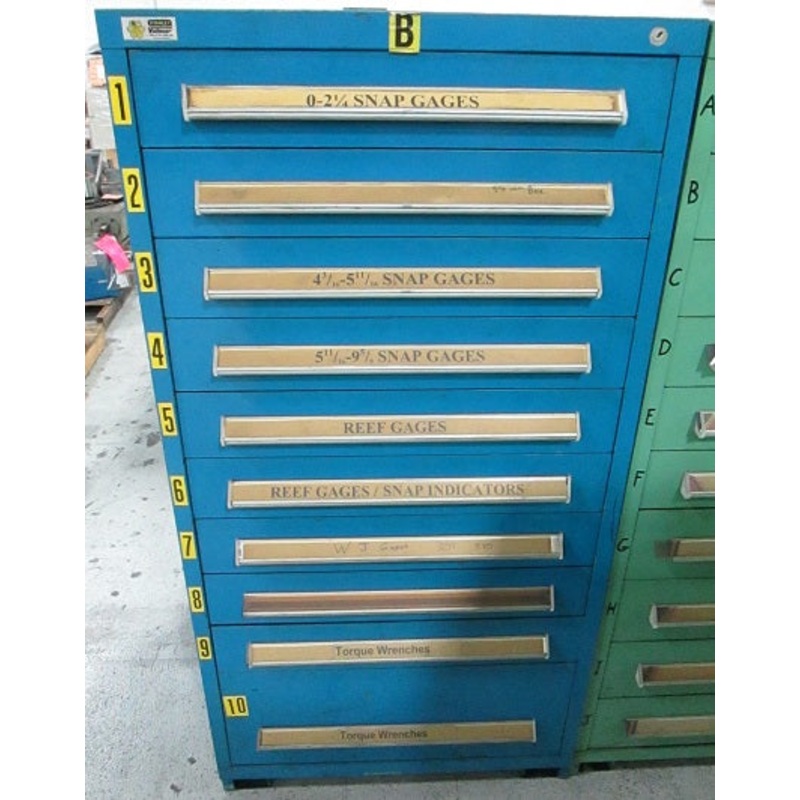 B
1
0-2¼ SNAP GAGES
A
2
B
3
4³/₁₆-5¹¹/₁₆ SNAP GAGES
C
4
5¹¹/₁₆-9⁵/₈ SNAP GAGES
D
5
REEF GAGES
E
6
REEF GAGES / SNAP INDICATORS
F
7
W J
G
8
H
9
Torque Wrenches
I
10
Torque Wrenches
J